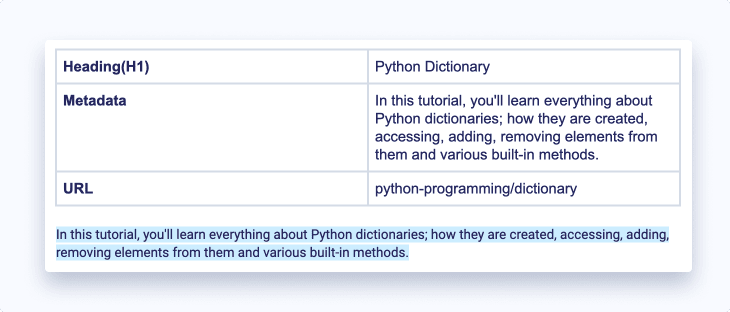 Heading(H1)
Python Dictionary
Metadata
In this tutorial, you'll learn everything about
Python dictionaries; how they are created,
accessing, adding, removing elements from
them and various built-in methods.
URL
python-programming/dictionary
In this tutorial, you'll learn everything about Python dictionaries; how they are created, accessing, adding,
removing elements from them and various built-in methods.